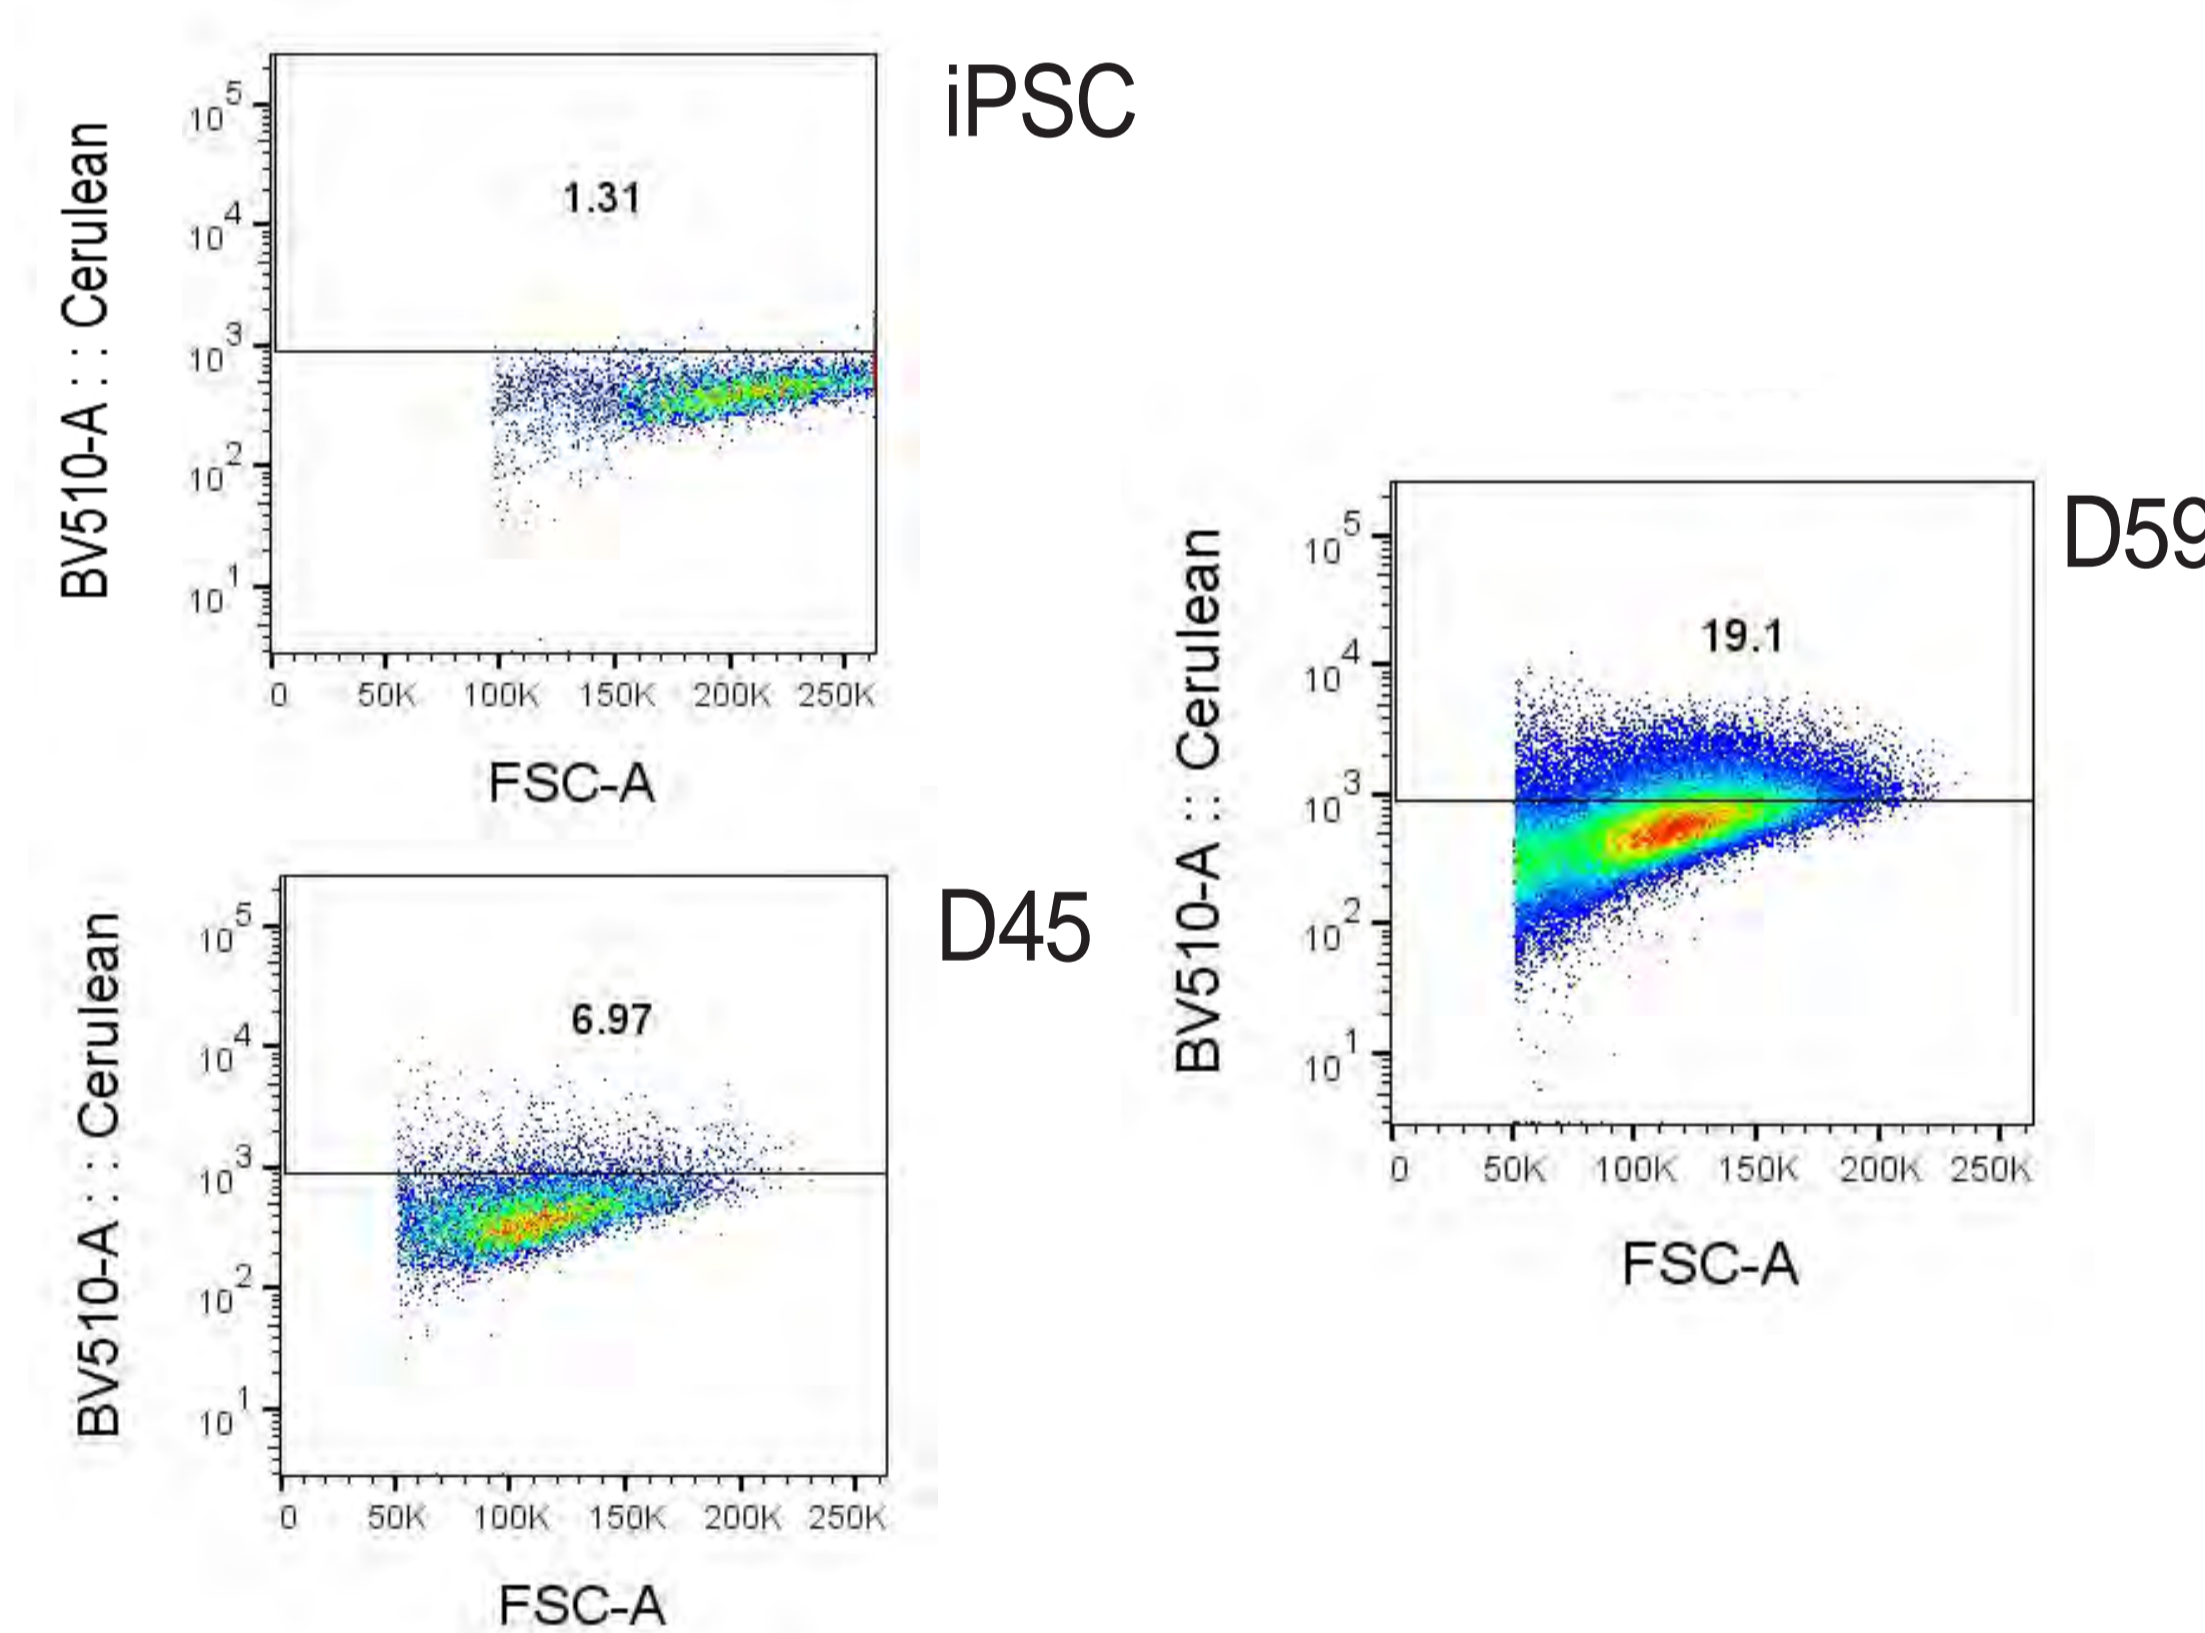 iPSC
BV510-A : : Cerulean
10^5
10^4
10^3
10^2
10^1
1.31
0 50K 100K 150K 200K 250K
FSC-A
D45
BV510-A : : Cerulean
10^5
10^4
10^3
10^2
10^1
6.97
0 50K 100K 150K 200K 250K
FSC-A
D59
BV510-A :: Cerulean
10^5
10^4
10^3
10^2
10^1
19.1
0 50K 100K 150K 200K 250K
FSC-A